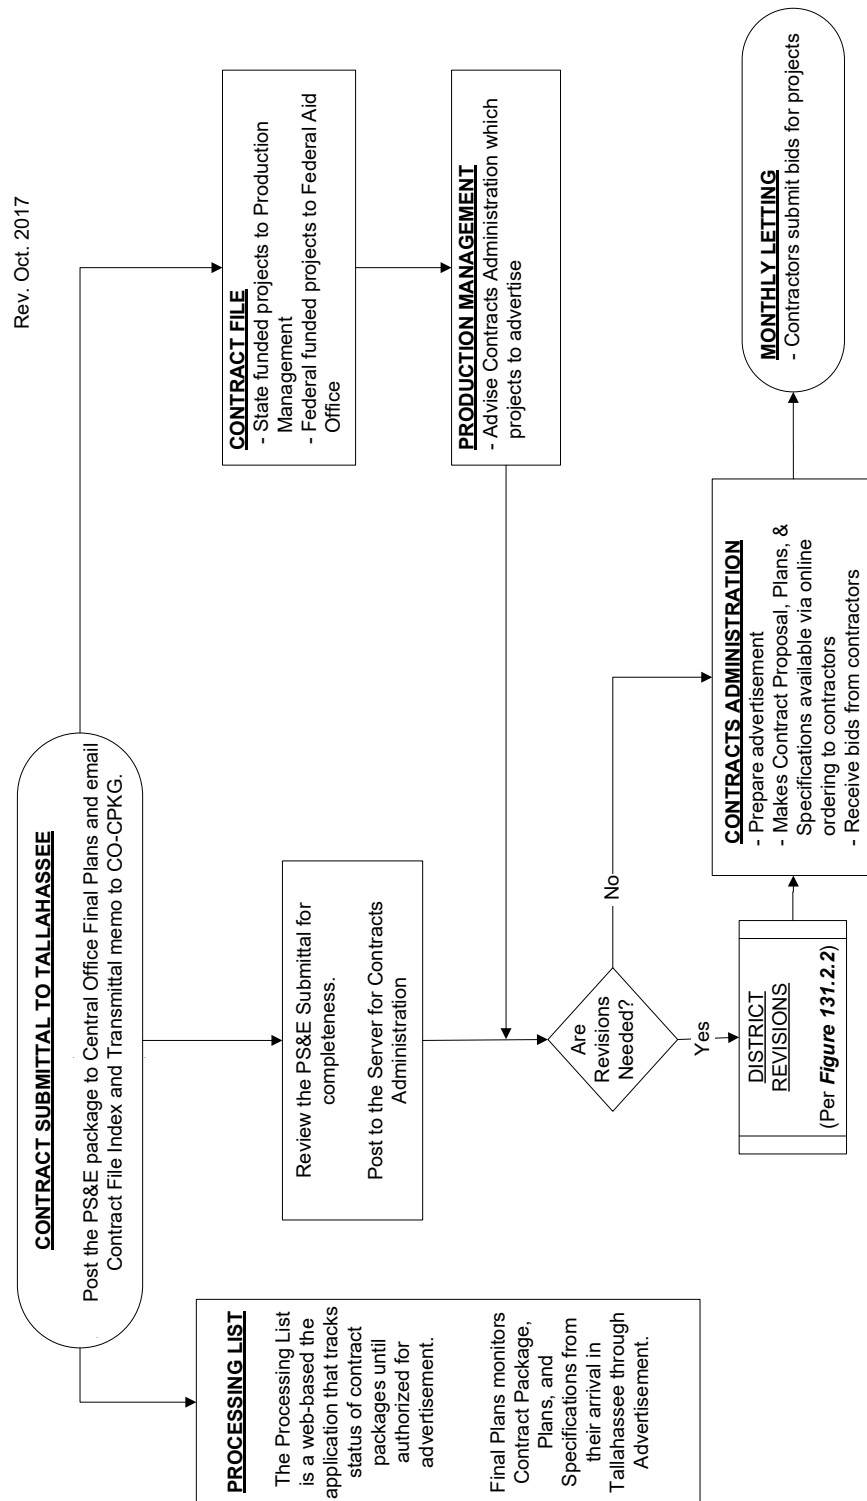 Rev. Oct. 2017
CONTRACT SUBMITTAL TO TALLAHASSEE
Post the PS&E package to Central Office Final Plans and email
Contract File Index and Transmittal memo to CO-CPKG.
PROCESSING LIST
The Processing List
is a web-based the
application that tracks
status of contract
packages until
authorized for
advertisement.
Final Plans monitors
Contract Package,
Plans, and
Specifications from
their arrival in
Tallahassee through
Advertisement.
Review the PS&E Submittal for
completeness.
Post to the Server for Contracts
Administration
CONTRACT FILE
- State funded projects to Production
Management
- Federal funded projects to Federal Aid
Office
PRODUCTION MANAGEMENT
- Advise Contracts Administration which
projects to advertise
Are
Revisions
Needed?
No
Yes
DISTRICT
REVISIONS
(Per Figure 131.2.2)
CONTRACTS ADMINISTRATION
- Prepare advertisement
- Makes Contract Proposal, Plans, &
Specifications available via online
ordering to contractors
- Receive bids from contractors
MONTHLY LETTING
- Contractors submit bids for projects